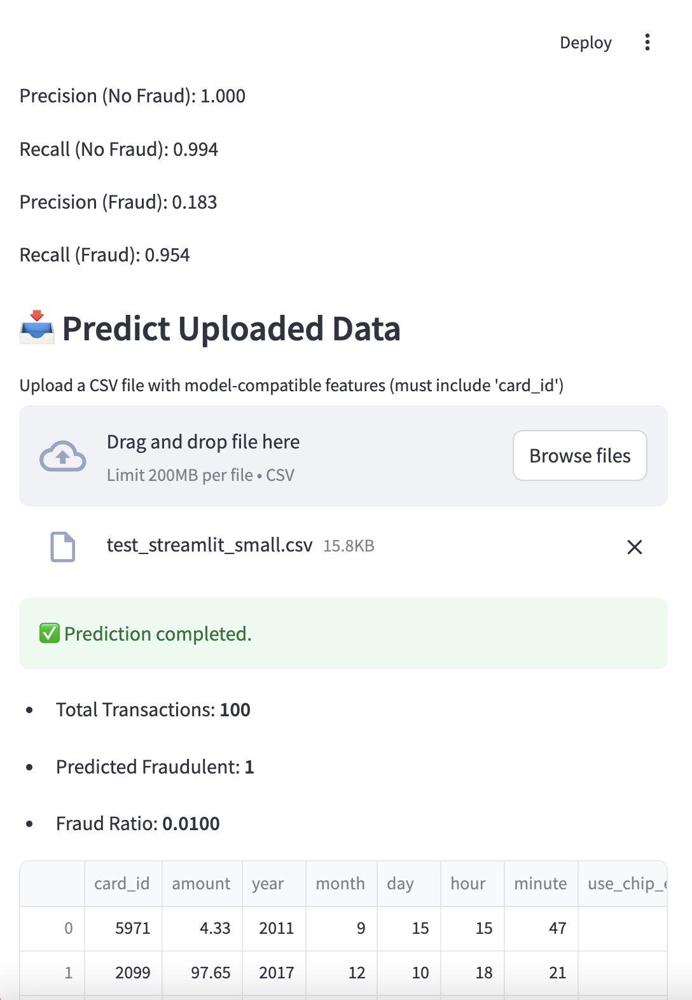 Deploy
Precision (No Fraud): 1.000
Recall (No Fraud): 0.994
Precision (Fraud): 0.183
Recall (Fraud): 0.954
Predict Uploaded Data
Upload a CSV file with model-compatible features (must include 'card_id')
Drag and drop file here
Limit 200MB per file • CSV
Browse files
test_streamlit_small.csv 15.8KB
Prediction completed.
• Total Transactions: 100
• Predicted Fraudulent: 1
• Fraud Ratio: 0.0100
card_id amount year month day hour minute use_chip_
0 5971 4.33 2011 9 15 15 47
1 2099 97.65 2017 12 10 18 21